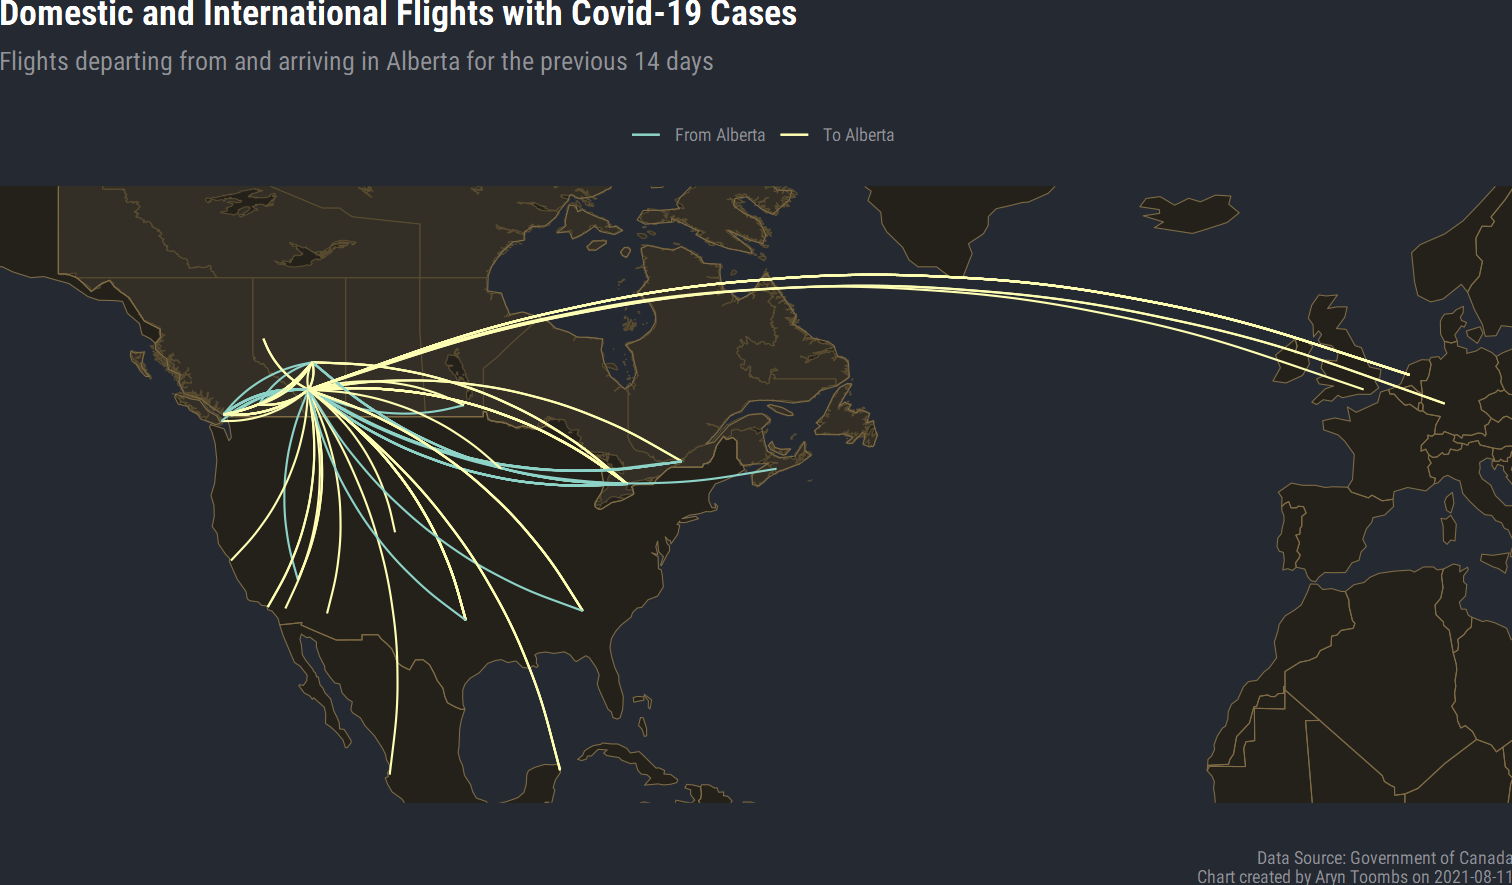 Domestic and International Flights with Covid-19 Cases
Flights departing from and arriving in Alberta for the previous 14 days
From Alberta To Alberta
Data Source: Government of Canada
Chart created by Aryn Toombs on 2021-08-11